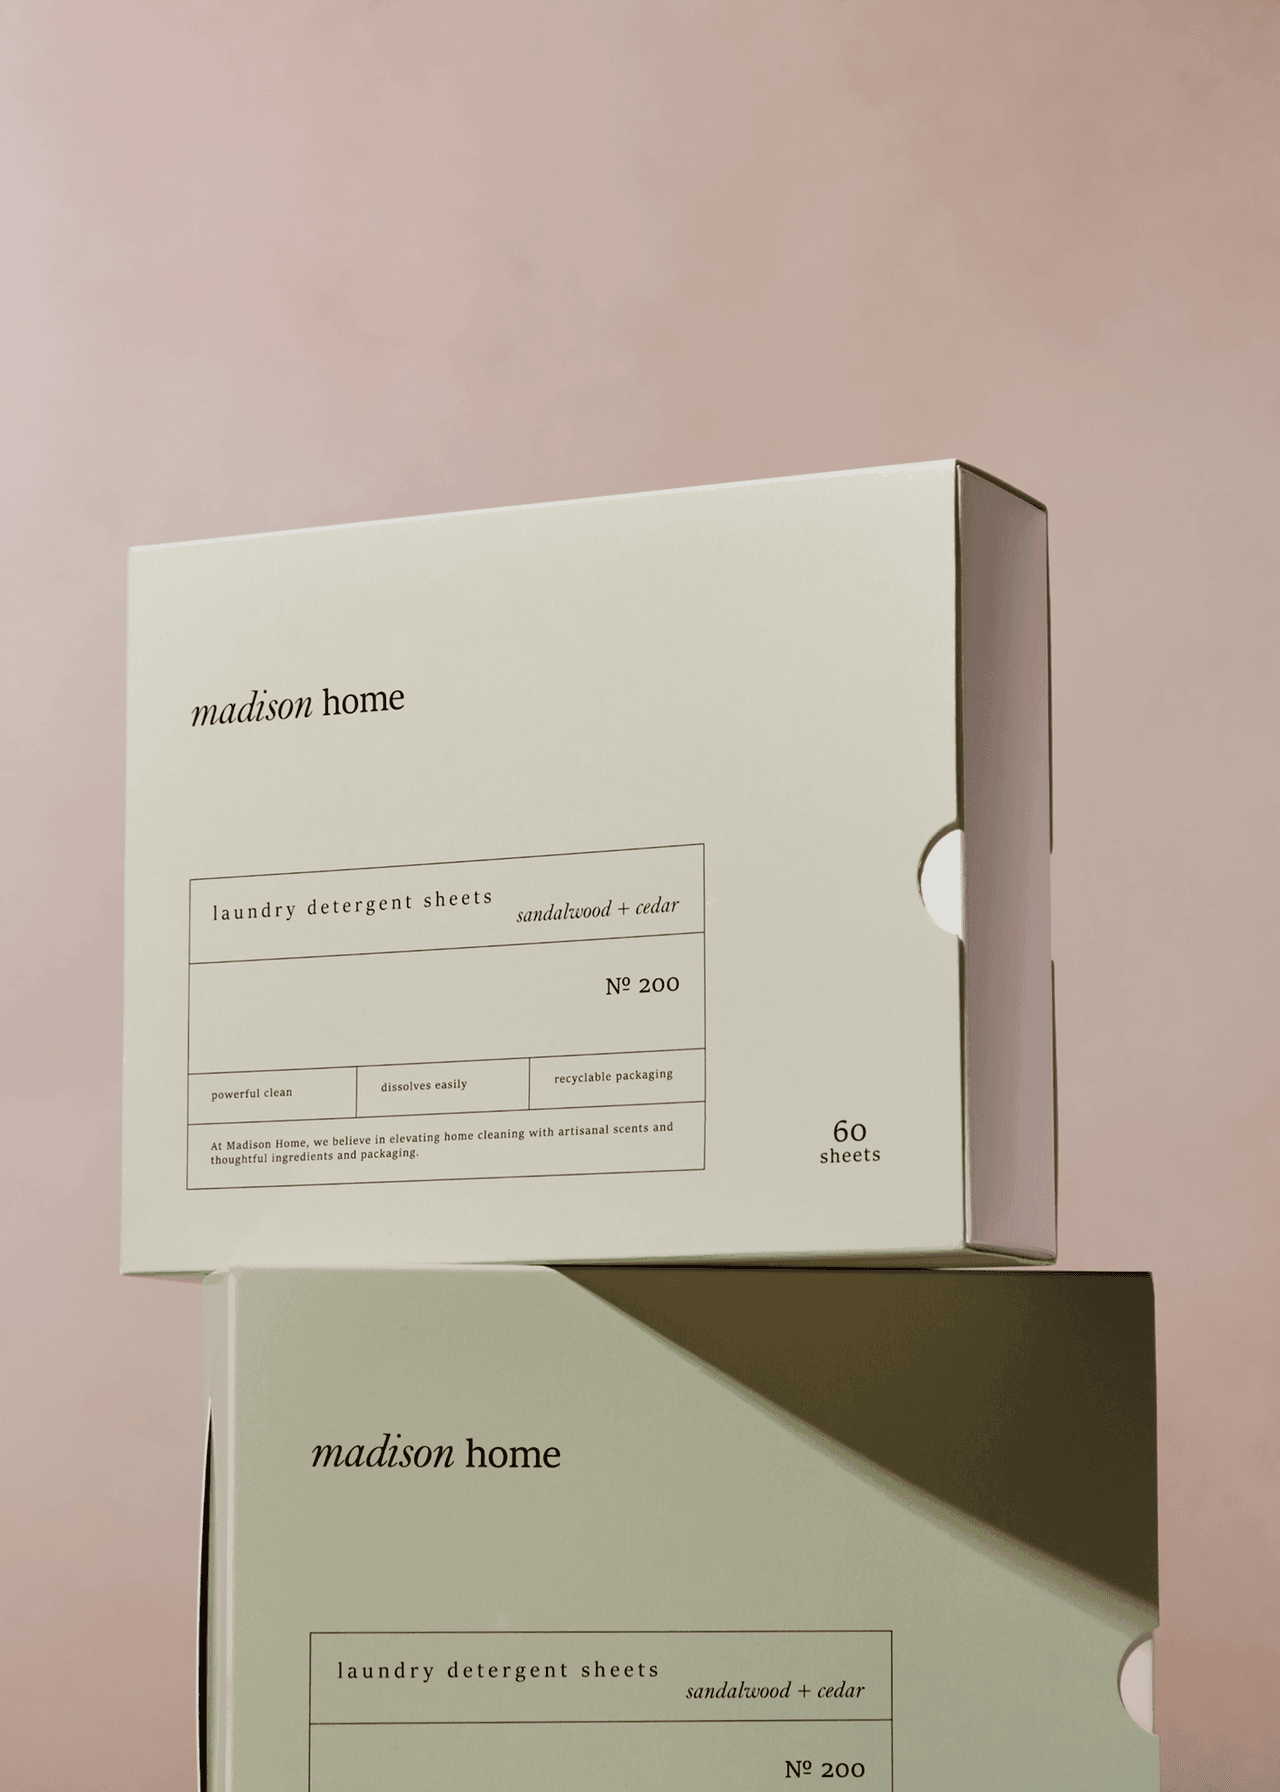 madison home
laundry detergent sheets
sandalwood + cedar
Nº 200
powerful clean
dissolves easily
recyclable packaging
At Madison Home, we believe in elevating home cleaning with artisanal scents and
thoughtful ingredients and packaging.
60
sheets
madison home
laundry detergent sheets
sandalwood + cedar
Nº 200